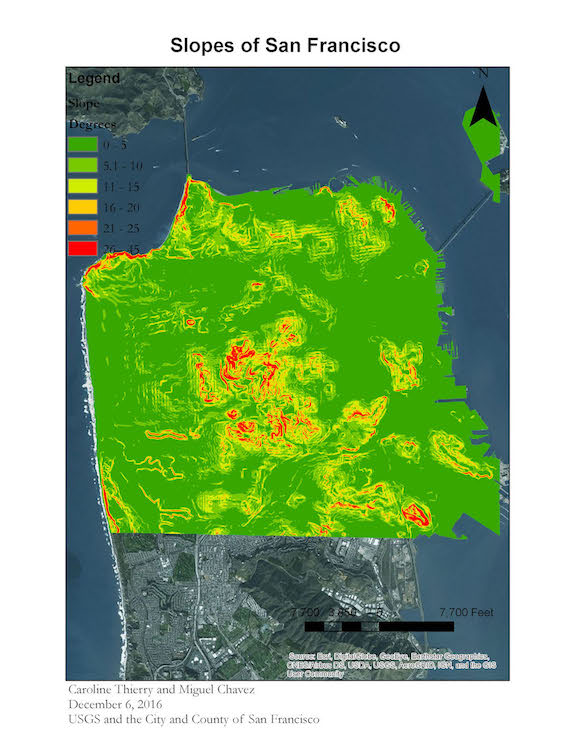 Slopes of San Francisco
Legend
Slope
Degrees
0 - 5
5.1 - 10
11 - 15
16 - 20
21 - 25
26 - 45
N
7,700 3,850 0 7,700 Feet
Source: Esri, DigitalGlobe, GeoEye, Earthstar Geographics,
CNES/Airbus DS, USDA, USGS, AeroGRID, IGN, and the GIS
User Community
Caroline Thierry and Miguel Chavez
December 6, 2016
USGS and the City and County of San Francisco